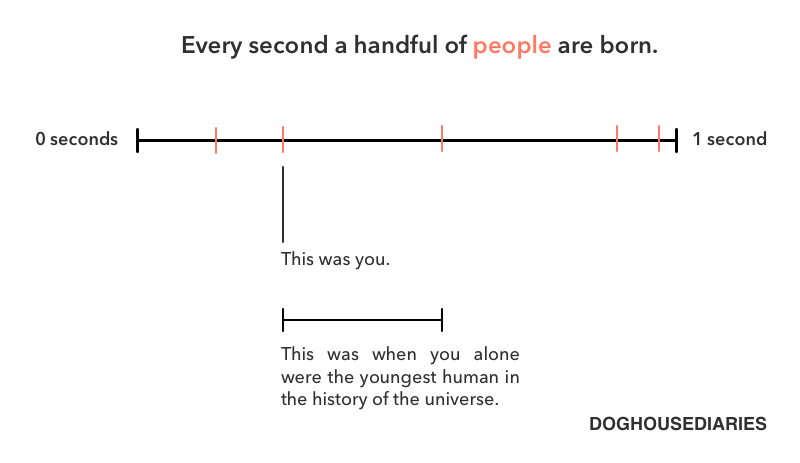 Every second a handful of people are born.
0 seconds
1 second
This was you.
This was when you alone
were the youngest human in
the history of the universe.
DOGHOUSEDIARIES